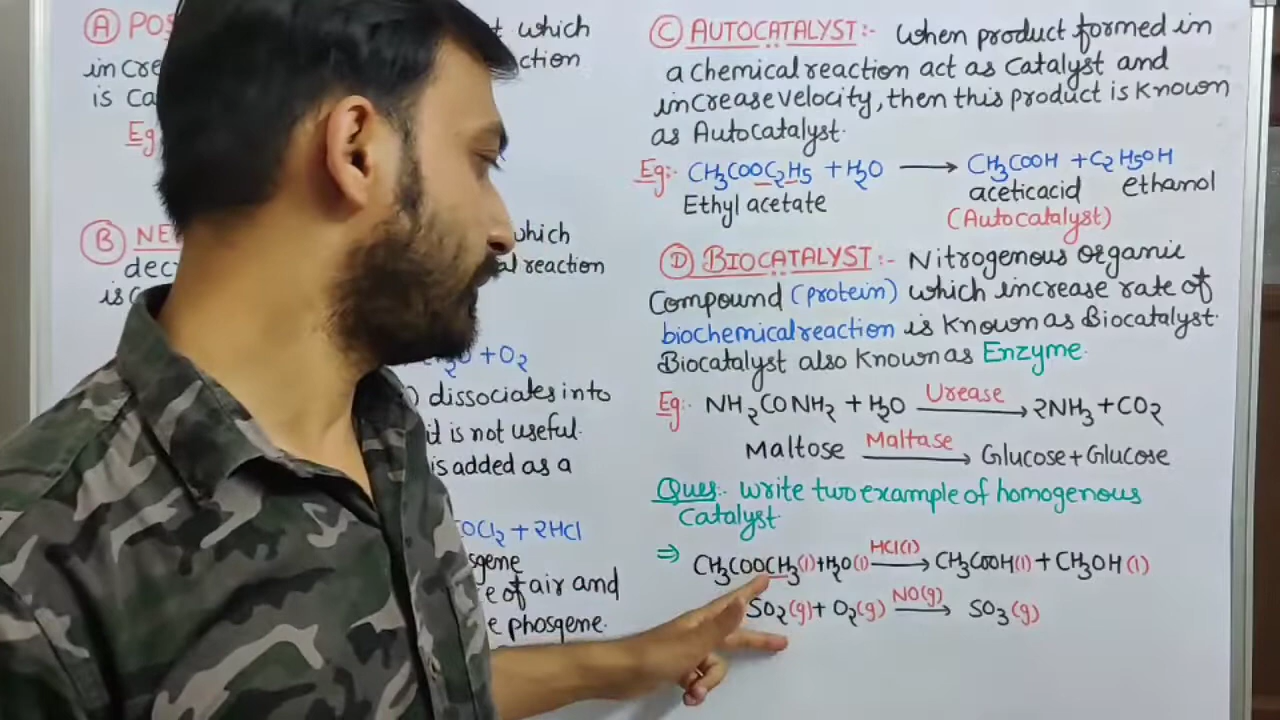 Ⓐ POS
t which
in cre
ction
is ca
Eg
Ⓑ NE
which
decr
al reaction
is
+ O₂
dissociates into
it is not useful.
is added as a
COCl₂ + 2HCl
sgene
e of air and
e phosgene.
Ⓒ AUTOCATALYST:- When product formed in
a chemical reaction act as Catalyst and
increase velocity, then this product is Known
as Autocatalyst.
Eg:- CH₃COOC₂H₅ + H₂O ⟶ CH₃COOH + C₂H₅OH
Ethyl acetate aceticacid ethanol
(Autocatalyst)
Ⓓ BIOCATALYST:- Nitrogenous Organic
Compound (protein) which increase rate of
biochemical reaction is Known as Biocatalyst.
Biocatalyst also Known as Enzyme.
Eg:- NH₂CONH₂ + H₂O Urease ⟶ 2NH₃ + CO₂
Maltose Maltase ⟶ Glucose + Glucose
Ques:- Write two example of homogenous
Catalyst
⇒ CH₃COOCH₃(l) + H₂O(l) HCl(l) ⟶ CH₃COOH(l) + CH₃OH(l)
SO₂(g) + O₂(g) NO(g) ⟶ SO₃(g)